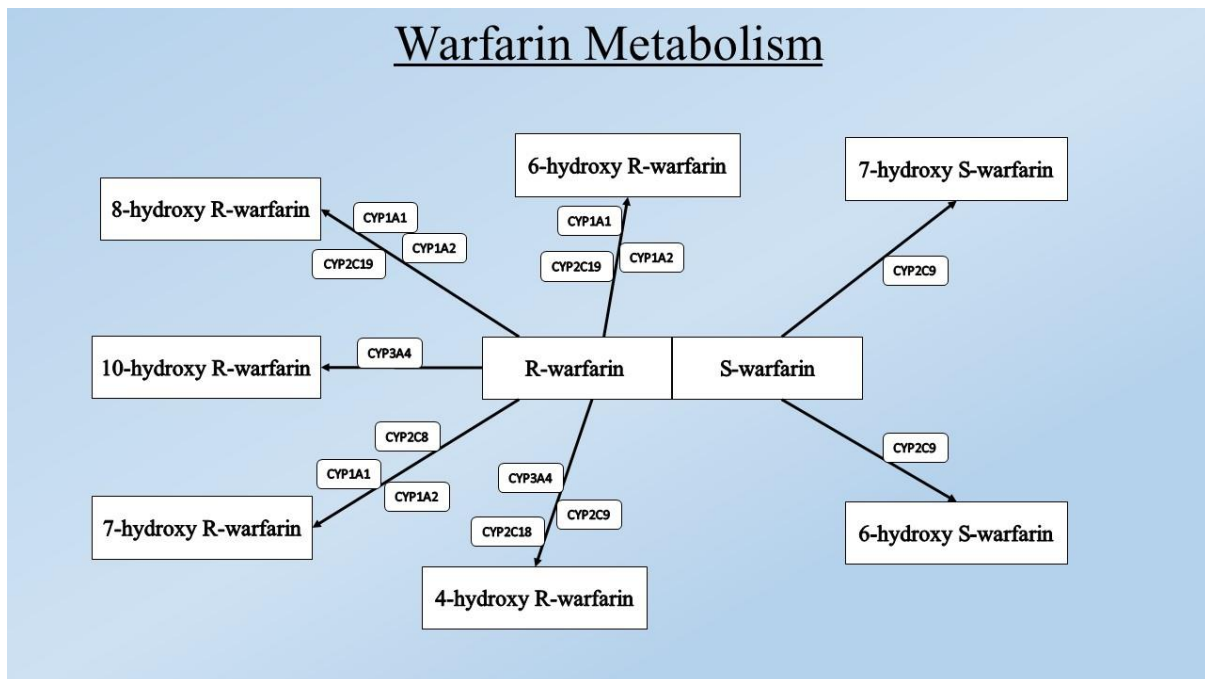 Warfarin Metabolism
6-hydroxy R-warfarin
7-hydroxy S-warfarin
8-hydroxy R-warfarin
CYP1A1
CYP1A2
CYP2C19
CYP1A1
CYP1A2
CYP2C19
CYP2C9
10-hydroxy R-warfarin
CYP3A4
R-warfarin
S-warfarin
CYP2C8
CYP1A1
CYP1A2
7-hydroxy R-warfarin
CYP3A4
CYP2C9
CYP2C18
4-hydroxy R-warfarin
CYP2C9
6-hydroxy S-warfarin